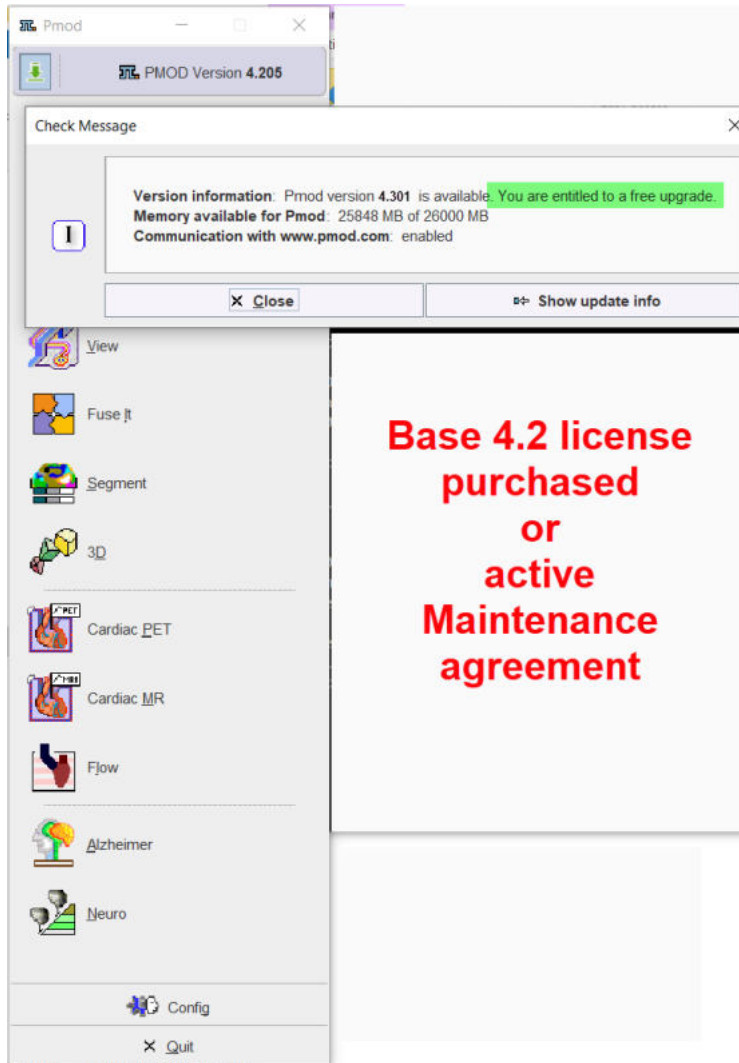 Pmod
PMOD Version 4.205
Check Message
Version information: Pmod version 4.301 is available. You are entitled to a free upgrade.
Memory available for Pmod: 25848 MB of 26000 MB
Communication with www.pmod.com: enabled
I
Close
Show update info
View
Fuse It
Segment
3D
PET
Cardiac PET
MRI
Cardiac MR
Flow
Alzheimer
Neuro
Config
Quit
Base 4.2 license
purchased
or
active
Maintenance
agreement